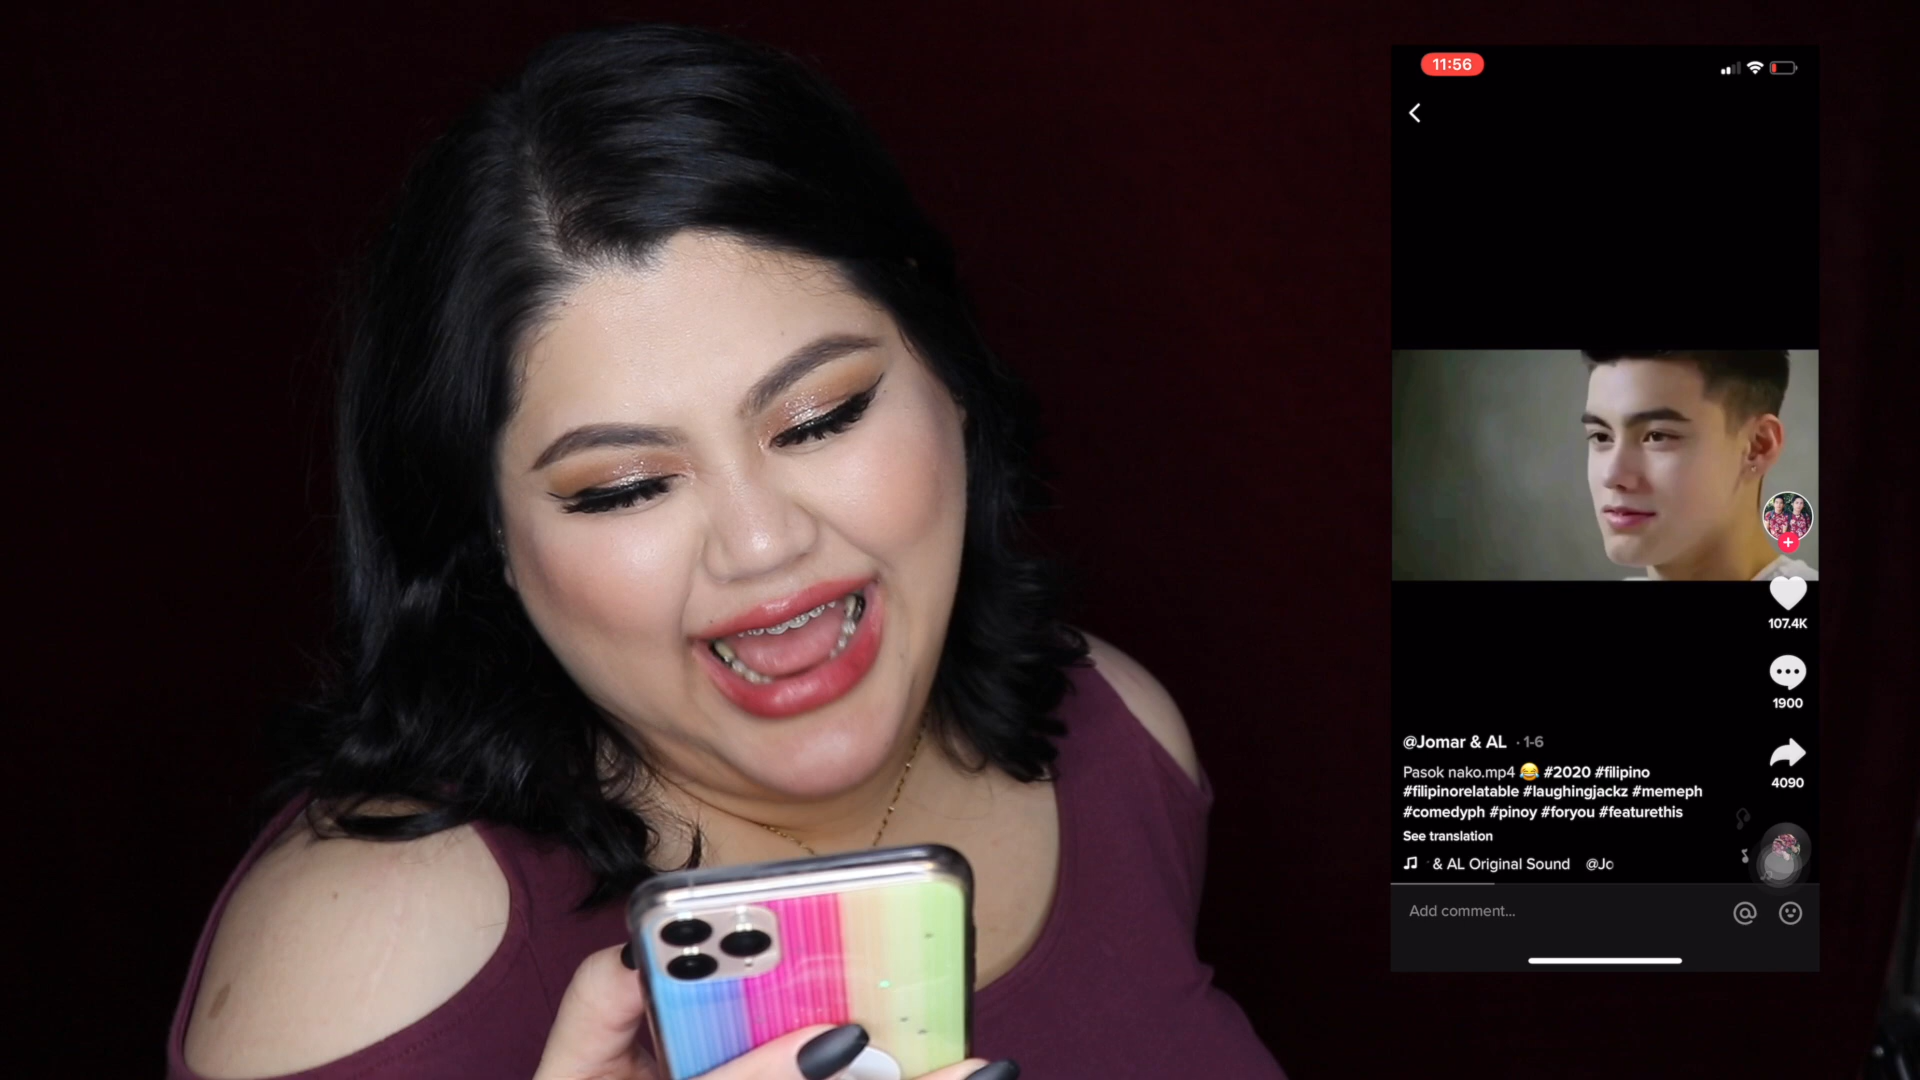 11:56
107.4K
1900
@Jomar & AL · 1-6
4090
Pasok nako.mp4 😂 #2020 #filipino
#filipinorelatable #laughingjackz #memeph
#comedyph #pinoy #foryou #featurethis
See translation
& AL Original Sound @Jo
Add comment...